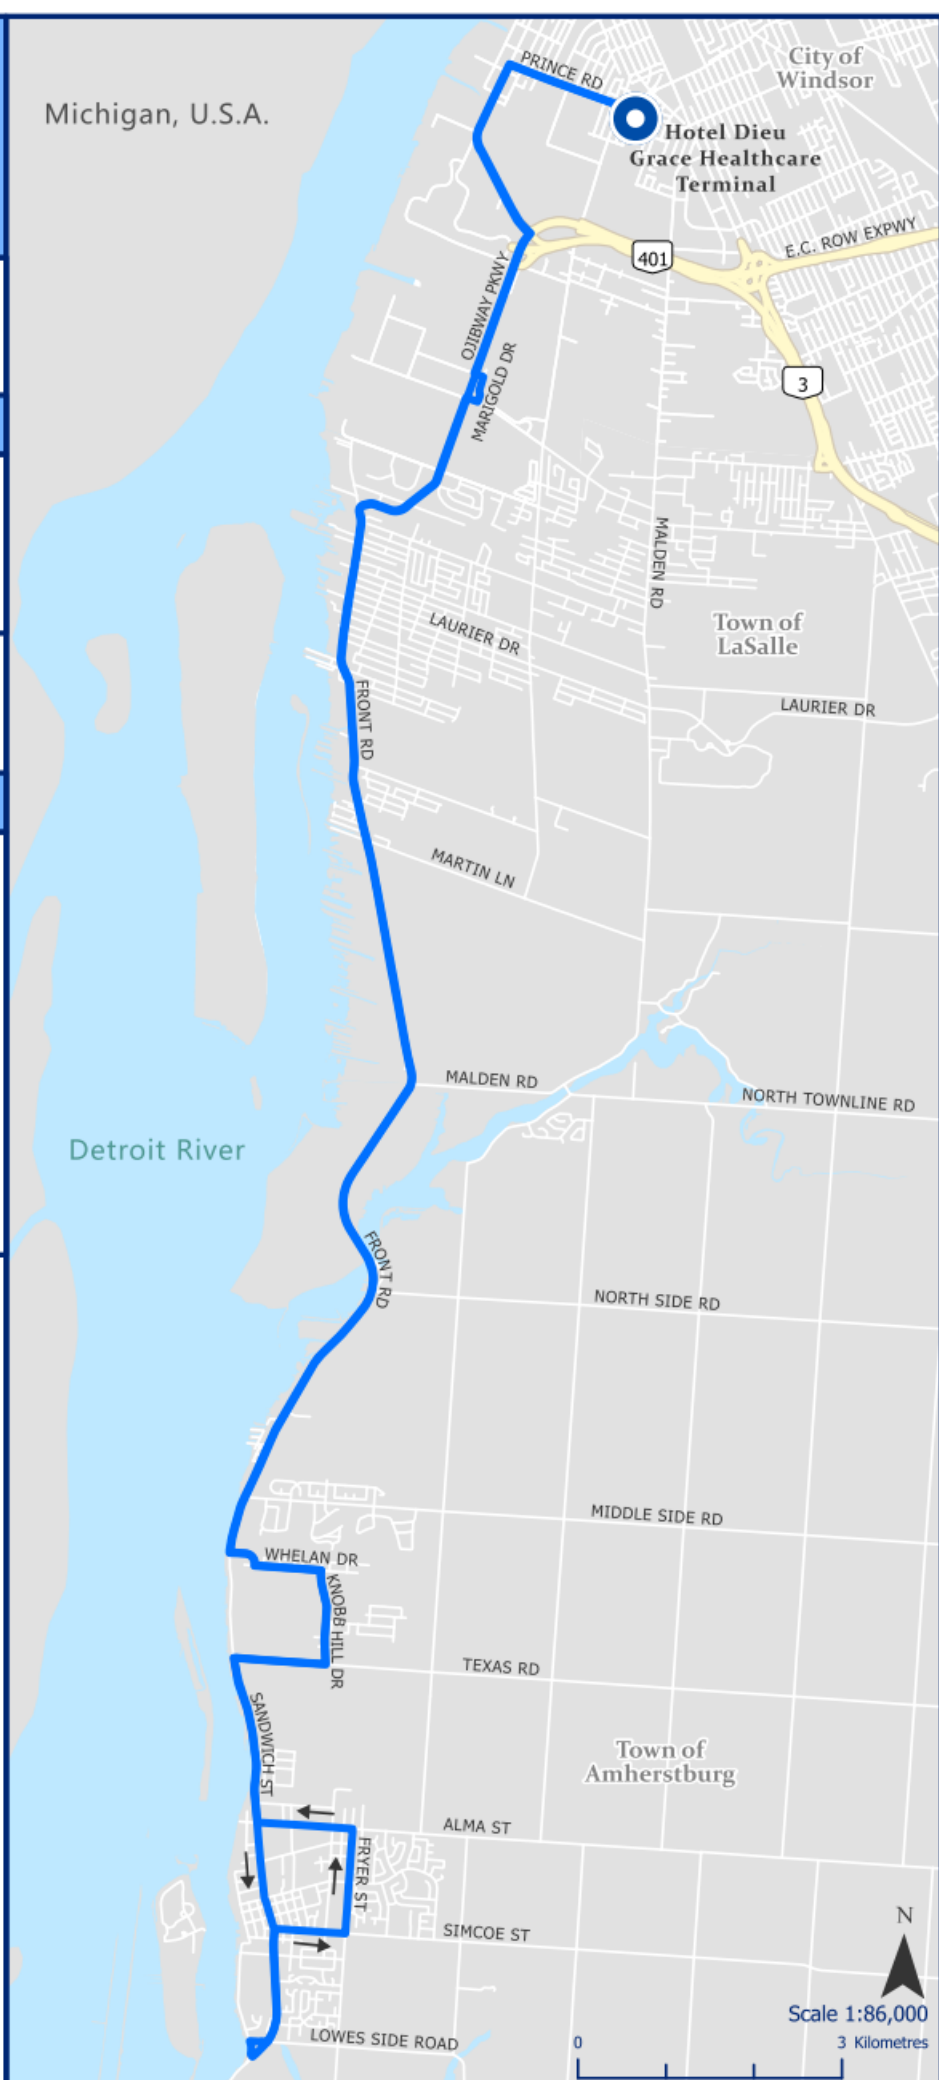 City of
Windsor
PRINCE RD
Michigan, U.S.A.
Hotel Dieu
Grace Healthcare
Terminal
E.C. ROW EXPWY
401
OJIBWAY PKWY
MARIGOLD DR
3
MALDEN RD
LAURIER DR
Town of
LaSalle
FRONT RD
LAURIER DR
MARTIN LN
MALDEN RD
NORTH TOWNLINE RD
Detroit River
FRONT RD
NORTH SIDE RD
MIDDLE SIDE RD
WHELAN DR
KNOBB HILL DR
TEXAS RD
SANDWICH ST
Town of
Amherstburg
ALMA ST
FRYER ST
SIMCOE ST
N
Scale 1:86,000
LOWES SIDE ROAD
0
3 Kilometres